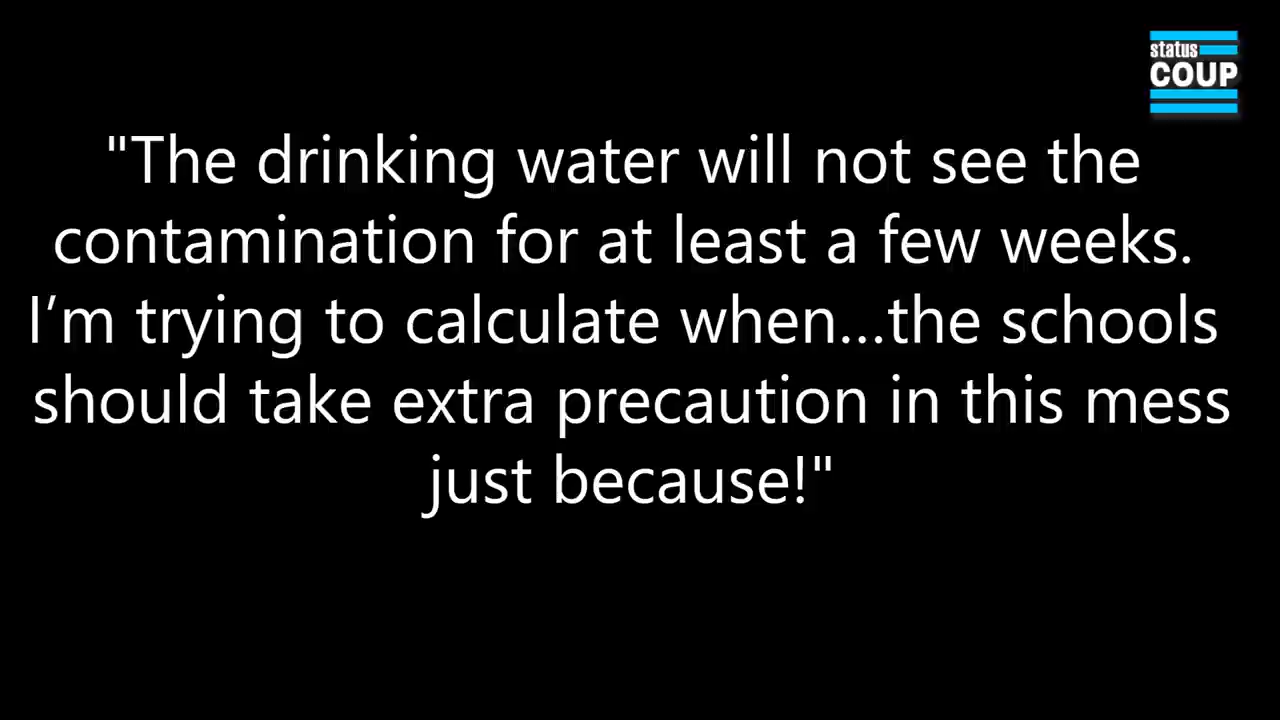 status
COUP
"The drinking water will not see the
contamination for at least a few weeks.
I’m trying to calculate when...the schools
should take extra precaution in this mess
just because!"